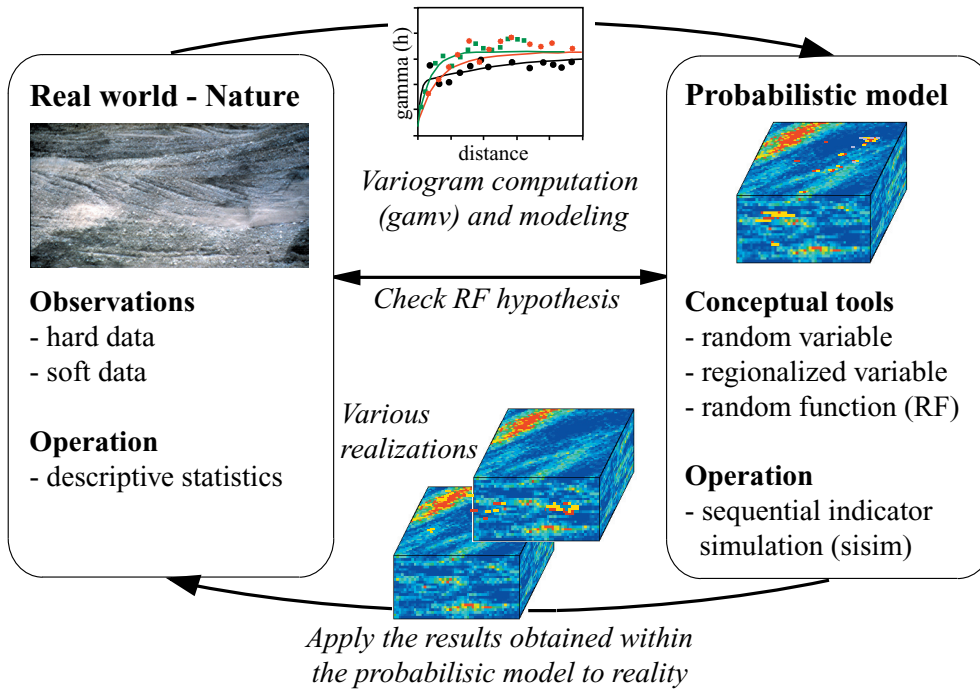 Real world - Nature
Observations
- hard data
- soft data
Operation
- descriptive statistics
gamma (h)
distance
Variogram computation
(gamv) and modeling
Check RF hypothesis
Various
realizations
Apply the results obtained within
the probabilisic model to reality
Probabilistic model
Conceptual tools
- random variable
- regionalized variable
- random function (RF)
Operation
- sequential indicator
simulation (sisim)